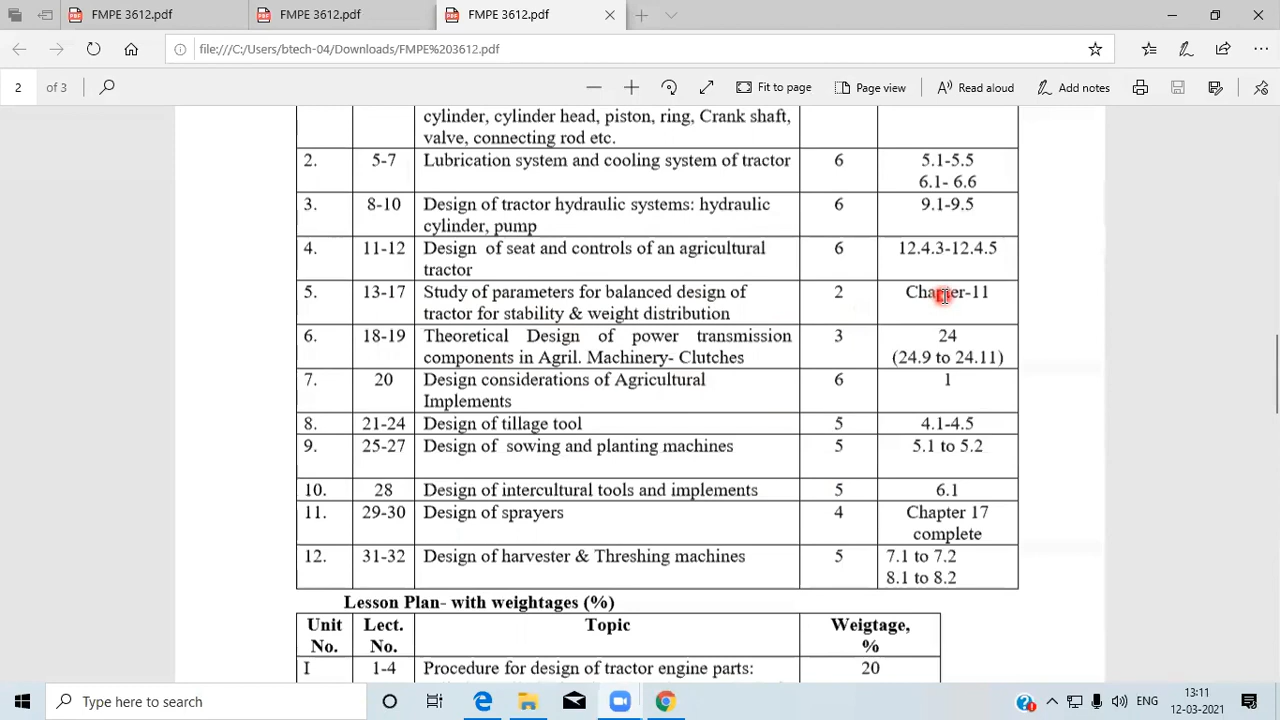 FMPE 3612.pdf
FMPE 3612.pdf
FMPE 3612.pdf
file:///C:/Users/btech-04/Downloads/FMPE%203612.pdf
2 of 3
Fit to page
Page view
Read aloud
Add notes
cylinder, cylinder head, piston, ring, Crank shaft,
valve, connecting rod etc.
2. 5-7 Lubrication system and cooling system of tractor 6 5.1-5.5
6.1- 6.6
3. 8-10 Design of tractor hydraulic systems: hydraulic 6 9.1-9.5
cylinder, pump
4. 11-12 Design of seat and controls of an agricultural 6 12.4.3-12.4.5
tractor
5. 13-17 Study of parameters for balanced design of 2 Chapter-11
tractor for stability & weight distribution
6. 18-19 Theoretical Design of power transmission 3 24
components in Agril. Machinery- Clutches (24.9 to 24.11)
7. 20 Design considerations of Agricultural 6 1
Implements
8. 21-24 Design of tillage tool 5 4.1-4.5
9. 25-27 Design of sowing and planting machines 5 5.1 to 5.2
10. 28 Design of intercultural tools and implements 5 6.1
11. 29-30 Design of sprayers 4 Chapter 17
complete
12. 31-32 Design of harvester & Threshing machines 5 7.1 to 7.2
8.1 to 8.2
Lesson Plan- with weightages (%)
Unit Lect. Topic Weigtage,
No. No. %
I 1-4 Procedure for design of tractor engine parts: 20
Type here to search
ENG
13:11
12-03-2021